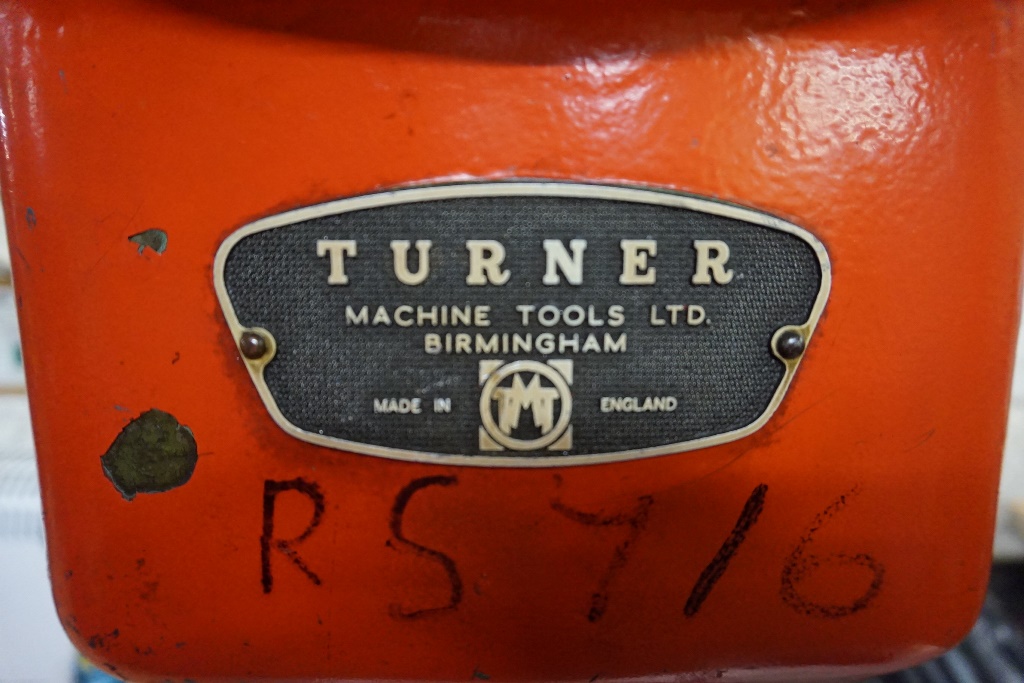 TURNER
MACHINE TOOLS LTD.
BIRMINGHAM
MADE IN TMT ENGLAND
RS716